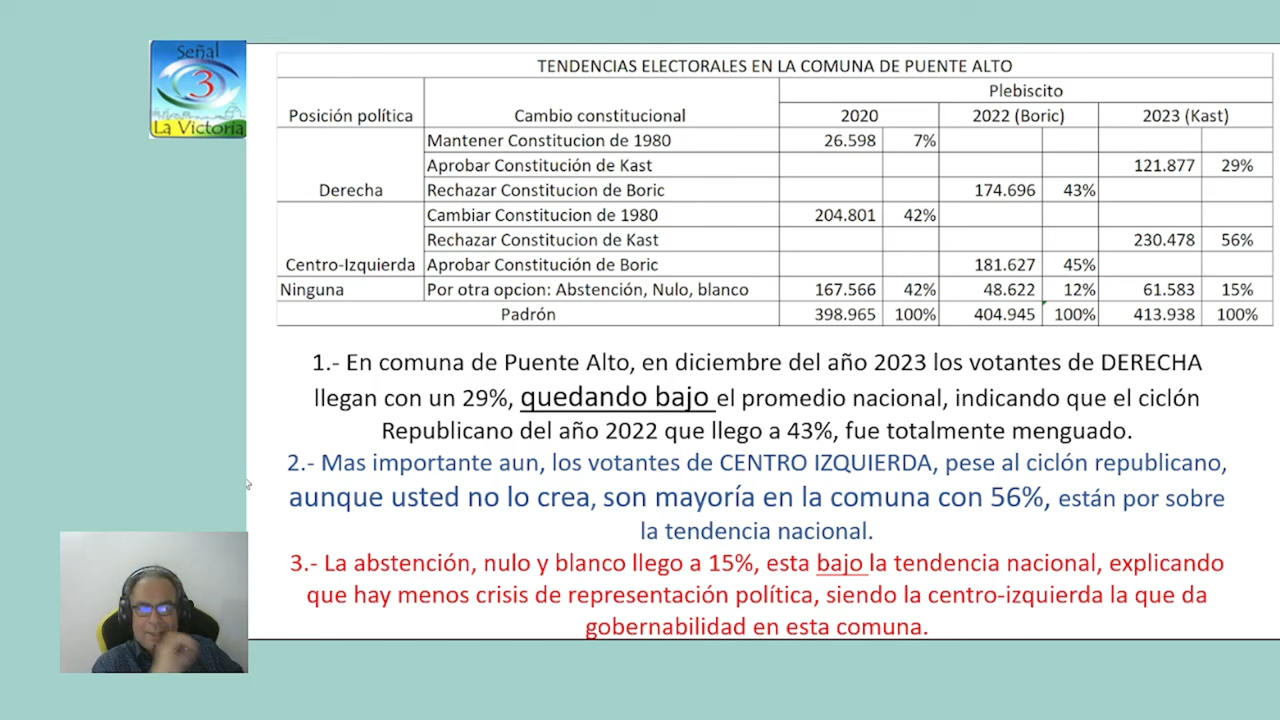 Señal
3
La Victoria
TENDENCIAS ELECTORALES EN LA COMUNA DE PUENTE ALTO
Plebiscito
Posición política Cambio constitucional 2020 2022 (Boric) 2023 (Kast)
Mantener Constitucion de 1980 26.598 7%
Aprobar Constitución de Kast 121.877 29%
Derecha Rechazar Constitucion de Boric 174.696 43%
Cambiar Constitucion de 1980 204.801 42%
Rechazar Constitucion de Kast 230.478 56%
Centro-Izquierda Aprobar Constitución de Boric 181.627 45%
Ninguna Por otra opcion: Abstención, Nulo, blanco 167.566 42% 48.622 12% 61.583 15%
Padrón 398.965 100% 404.945 100% 413.938 100%
1.- En comuna de Puente Alto, en diciembre del año 2023 los votantes de DERECHA
llegan con un 29%, quedando bajo el promedio nacional, indicando que el ciclón
Republicano del año 2022 que llego a 43%, fue totalmente menguado.
2.- Mas importante aun, los votantes de CENTRO IZQUIERDA, pese al ciclón republicano,
aunque usted no lo crea, son mayoría en la comuna con 56%, están por sobre
la tendencia nacional.
3.- La abstención, nulo y blanco llego a 15%, esta bajo la tendencia nacional, explicando
que hay menos crisis de representación política, siendo la centro-izquierda la que da
gobernabilidad en esta comuna.